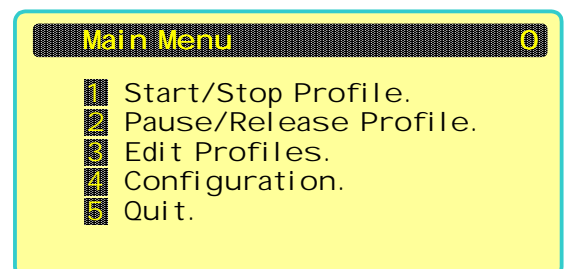 Main Menu 0
1 Start/Stop Profile.
2 Pause/Release Profile.
3 Edit Profiles.
4 Configuration.
5 Quit.